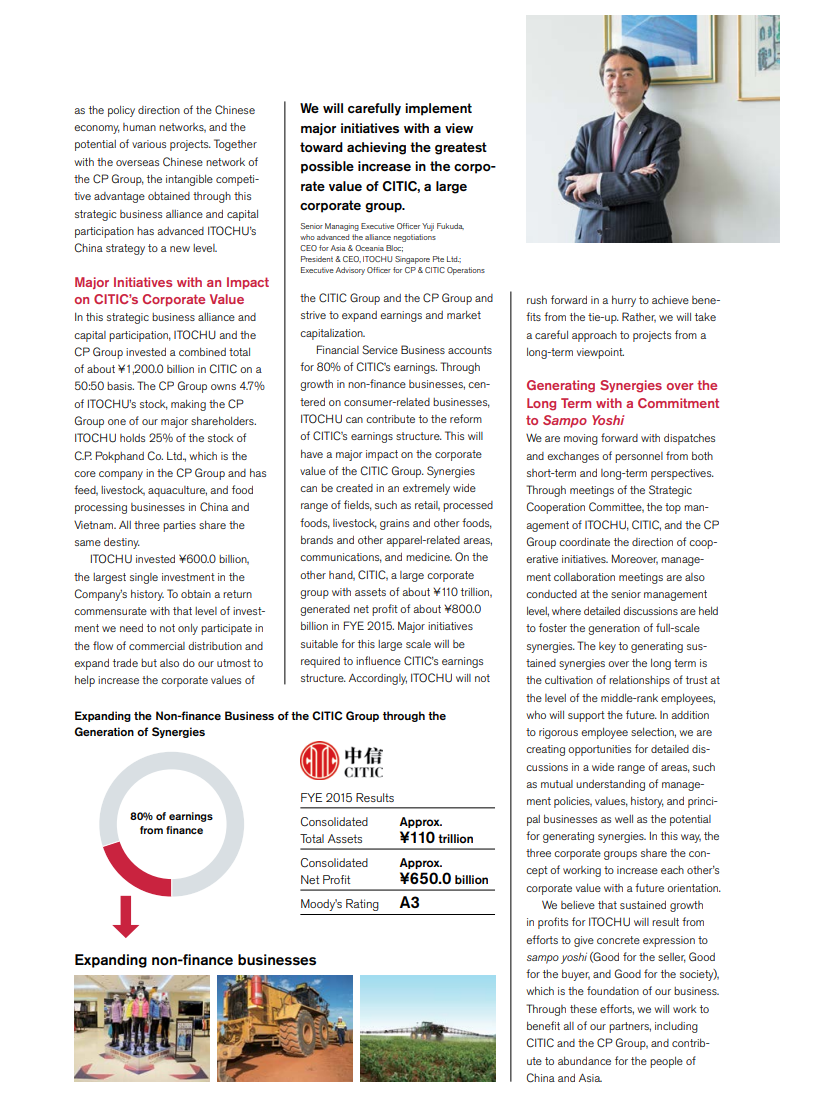 as the policy direction of the Chinese
economy, human networks, and the
potential of various projects. Together
with the overseas Chinese network of
the CP Group, the intangible competi-
tive advantage obtained through this
strategic business alliance and capital
participation has advanced ITOCHU's
China strategy to a new level.
Major Initiatives with an Impact
on CITIC's Corporate Value
In this strategic business alliance and
capital participation, ITOCHU and the
CP Group invested a combined total
of about ¥1,200.0 billion in CITIC on a
50:50 basis. The CP Group owns 4.7%
of ITOCHU's stock, making the CP
Group one of our major shareholders.
ITOCHU holds 25% of the stock of
C.P. Pokphand Co. Ltd., which is the
core company in the CP Group and has
feed, livestock, aquaculture, and food
processing businesses in China and
Vietnam. All three parties share the
same destiny.
ITOCHU invested ¥600.0 billion,
the largest single investment in the
Company's history. To obtain a return
commensurate with that level of invest-
ment we need to not only participate in
the flow of commercial distribution and
expand trade but also do our utmost to
help increase the corporate values of
We will carefully implement
major initiatives with a view
toward achieving the greatest
possible increase in the corpo-
rate value of CITIC, a large
corporate group.
Senior Managing Executive Officer Yuji Fukuda,
who advanced the alliance negotiations
CEO for Asia & Oceania Bloc;
President & CEO, ITOCHU Singapore Pte Ltd.;
Executive Advisory Officer for CP & CITIC Operations
the CITIC Group and the CP Group and
strive to expand earnings and market
capitalization.
Financial Service Business accounts
for 80% of CITIC's earnings. Through
growth in non-finance businesses, cen-
tered on consumer-related businesses,
ITOCHU can contribute to the reform
of CITIC's earnings structure. This will
have a major impact on the corporate
value of the CITIC Group. Synergies
can be created in an extremely wide
range of fields, such as retail, processed
foods, livestock, grains and other foods,
brands and other apparel-related areas,
communications, and medicine. On the
other hand, CITIC, a large corporate
group with assets of about ¥110 trillion,
generated net profit of about ¥800.0
billion in FYE 2015. Major initiatives
suitable for this large scale will be
required to influence CITIC's earnings
structure. Accordingly, ITOCHU will not
rush forward in a hurry to achieve bene-
fits from the tie-up. Rather, we will take
a careful approach to projects from a
long-term viewpoint.
Generating Synergies over the
Long Term with a Commitment
to Sampo Yoshi
We are moving forward with dispatches
and exchanges of personnel from both
short-term and long-term perspectives.
Through meetings of the Strategic
Cooperation Committee, the top man-
agement of ITOCHU, CITIC, and the CP
Group coordinate the direction of coop-
erative initiatives. Moreover, manage-
ment collaboration meetings are also
conducted at the senior management
level, where detailed discussions are held
to foster the generation of full-scale
synergies. The key to generating sus-
tained synergies over the long term is
the cultivation of relationships of trust at
the level of the middle-rank employees,
who will support the future. In addition
to rigorous employee selection, we are
creating opportunities for detailed dis-
cussions in a wide range of areas, such
as mutual understanding of manage-
ment policies, values, history, and princi-
pal businesses as well as the potential
for generating synergies. In this way, the
three corporate groups share the con-
cept of working to increase each other's
corporate value with a future orientation.
We believe that sustained growth
in profits for ITOCHU will result from
efforts to give concrete expression to
sampo yoshi (Good for the seller, Good
for the buyer, and Good for the society),
which is the foundation of our business.
Through these efforts, we will work to
benefit all of our partners, including
CITIC and the CP Group, and contrib-
ute to abundance for the people of
China and Asia.
Expanding the Non-finance Business of the CITIC Group through the
Generation of Synergies
80% of earnings
from finance
中信
CITIC
FYE 2015 Results
Consolidated
Total Assets
Approx.
¥110 trillion
Consolidated
Net Profit
Approx.
¥650.0 billion
Moody's Rating
A3
Expanding non-finance businesses